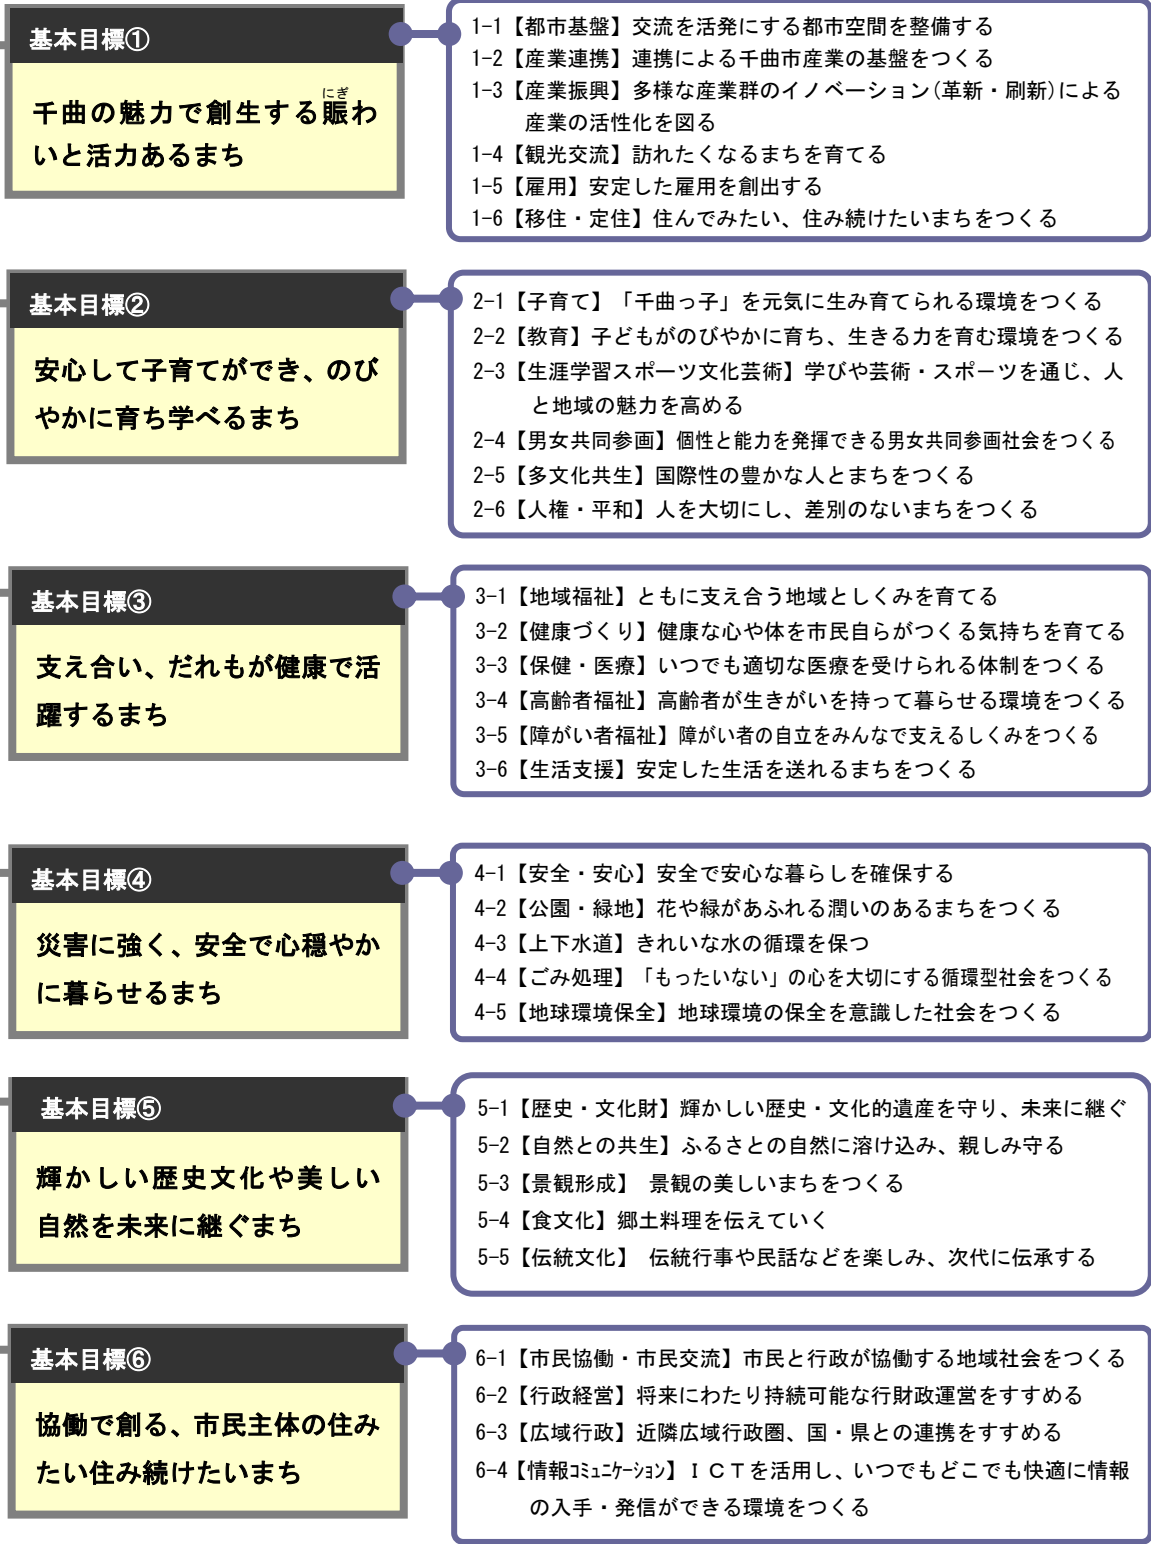 基本目標①
千曲の魅力で創生する賑わ
にぎ
いと活力あるまち
1-1【都市基盤】交流を活発にする都市空間を整備する
1-2【産業連携】連携による千曲市産業の基盤をつくる
1-3【産業振興】多様な産業群のイノベーション(革新・刷新)による
産業の活性化を図る
1-4【観光交流】訪れたくなるまちを育てる
1-5【雇用】安定した雇用を創出する
1-6【移住・定住】住んでみたい、住み続けたいまちをつくる
基本目標②
安心して子育てができ、のび
やかに育ち学べるまち
2-1【子育て】「千曲っ子」を元気に生み育てられる環境をつくる
2-2【教育】子どもがのびやかに育ち、生きる力を育む環境をつくる
2-3【生涯学習スポーツ文化芸術】学びや芸術・スポーツを通じ、人
と地域の魅力を高める
2-4【男女共同参画】個性と能力を発揮できる男女共同参画社会をつくる
2-5【多文化共生】国際性の豊かな人とまちをつくる
2-6【人権・平和】人を大切にし、差別のないまちをつくる
基本目標③
支え合い、だれもが健康で活
躍するまち
3-1【地域福祉】ともに支え合う地域としくみを育てる
3-2【健康づくり】健康な心や体を市民自らがつくる気持ちを育てる
3-3【保健・医療】いつでも適切な医療を受けられる体制をつくる
3-4【高齢者福祉】高齢者が生きがいを持って暮らせる環境をつくる
3-5【障がい者福祉】障がい者の自立をみんなで支えるしくみをつくる
3-6【生活支援】安定した生活を送れるまちをつくる
基本目標④
災害に強く、安全で心穏やか
に暮らせるまち
4-1【安全・安心】安全で安心な暮らしを確保する
4-2【公園・緑地】花や緑があふれる潤いのあるまちをつくる
4-3【上下水道】きれいな水の循環を保つ
4-4【ごみ処理】「もったいない」の心を大切にする循環型社会をつくる
4-5【地球環境保全】地球環境の保全を意識した社会をつくる
基本目標⑤
輝かしい歴史文化や美しい
自然を未来に継ぐまち
5-1【歴史・文化財】輝かしい歴史・文化的遺産を守り、未来に継ぐ
5-2【自然との共生】ふるさとの自然に溶け込み、親しみ守る
5-3【景観形成】 景観の美しいまちをつくる
5-4【食文化】郷土料理を伝えていく
5-5【伝統文化】 伝統行事や民話などを楽しみ、次代に伝承する
基本目標⑥
協働で創る、市民主体の住み
たい住み続けたいまち
6-1【市民協働・市民交流】市民と行政が協働する地域社会をつくる
6-2【行政経営】将来にわたり持続可能な行財政運営をすすめる
6-3【広域行政】近隣広域行政圏、国・県との連携をすすめる
6-4【情報ｺﾐｭﾆｹｰｼｮﾝ】ＩＣＴを活用し、いつでもどこでも快適に情報
の入手・発信ができる環境をつくる